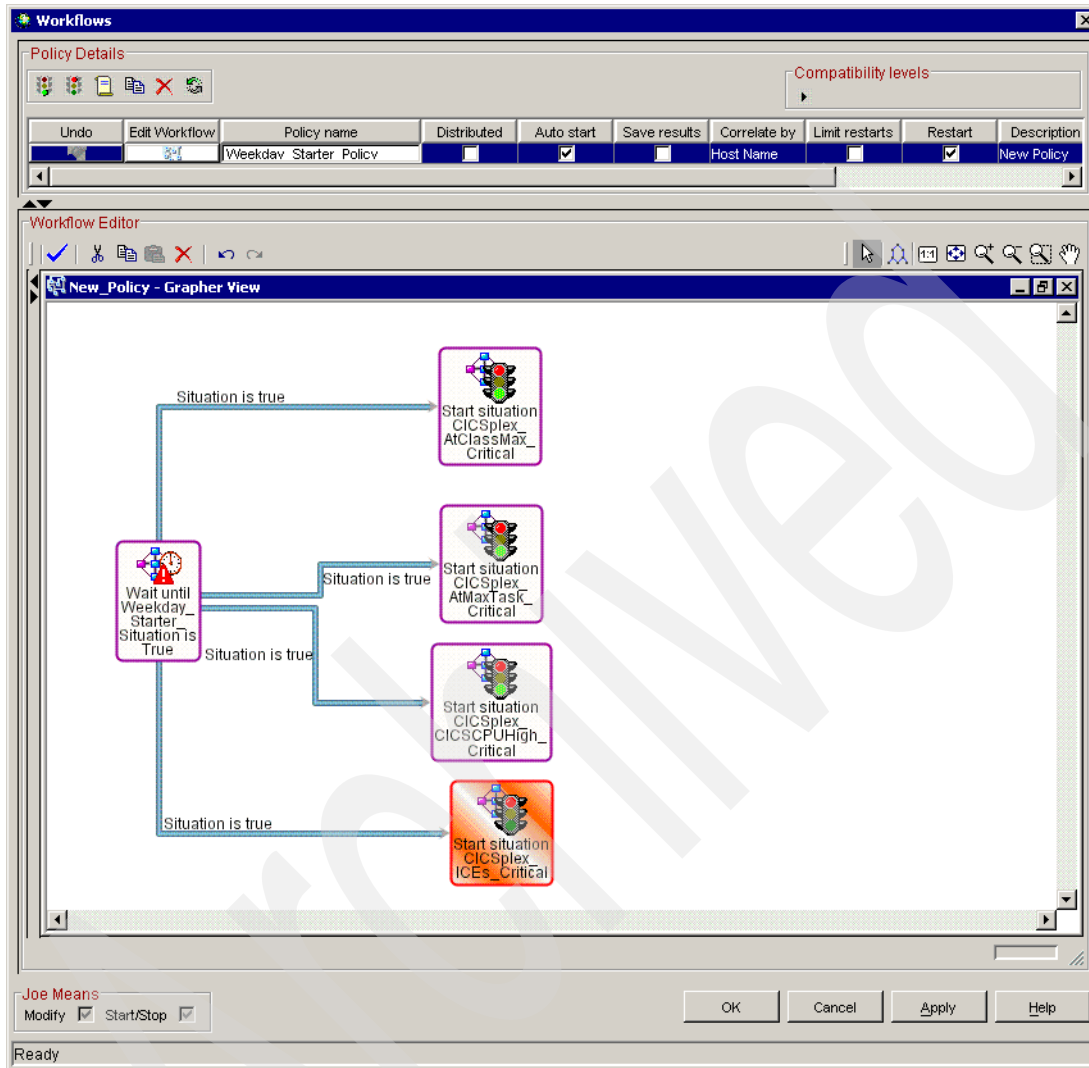 Workflows
Policy Details
Compatibility levels
Undo Edit Workflow Policy name Distributed Auto start Save results Correlate by Limit restarts Restart Description
Weekday_Starter_Policy Host Name New Policy
Workflow Editor
1:1
New_Policy - Grapher View
Situation is true
Start situation
CICSplex_
AtClassMax_
Critical
Situation is true
Start situation
CICSplex_
AtMaxTask_
Critical
Wait until
Weekday_
Starter_
Situation is
True
Situation is true
Start situation
CICSplex_
CICSCPUHigh_
Critical
Situation is true
Start situation
CICSplex_
ICEs_Critical
Joe Means
Modify Start/Stop
OK Cancel Apply Help
Ready
Archived